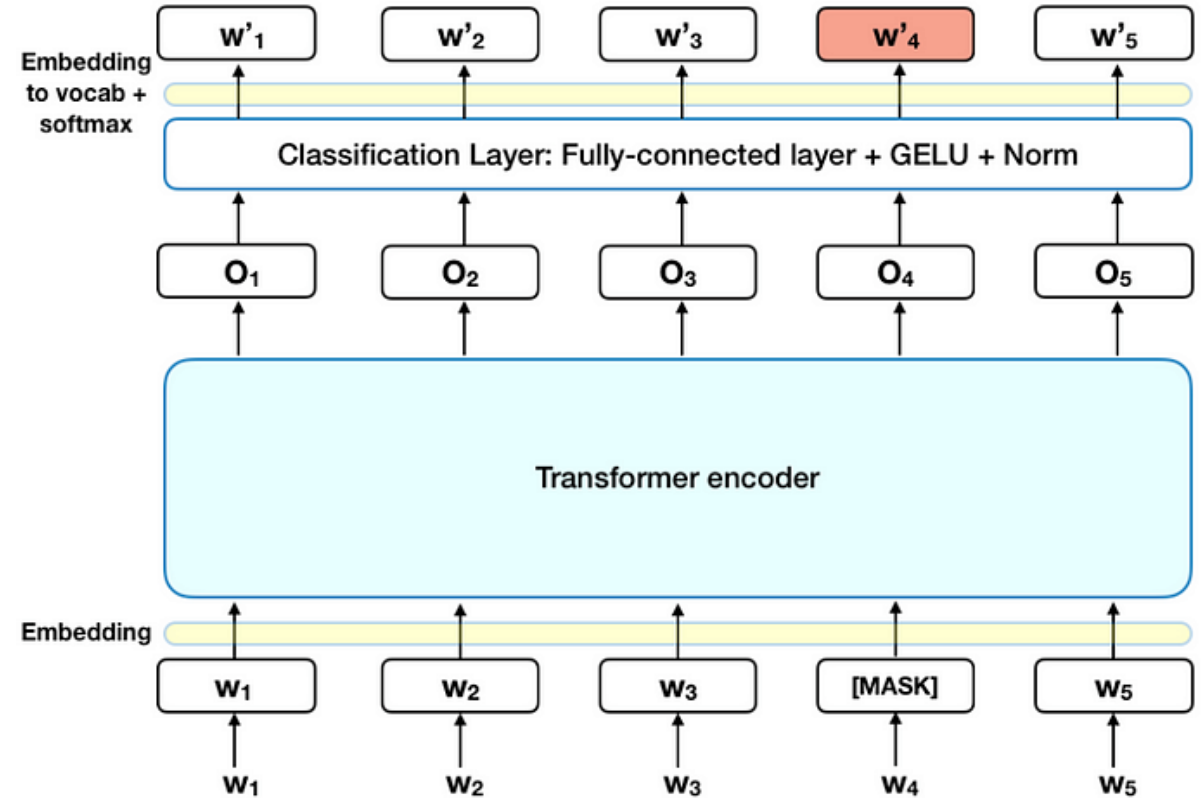 w’₁ w’₂ w’₃ w’₄ w’₅
Embedding
to vocab +
softmax
Classification Layer: Fully-connected layer + GELU + Norm
O₁ O₂ O₃ O₄ O₅
Transformer encoder
Embedding
w₁ w₂ w₃ [MASK] w₅
w₁ w₂ w₃ w₄ w₅